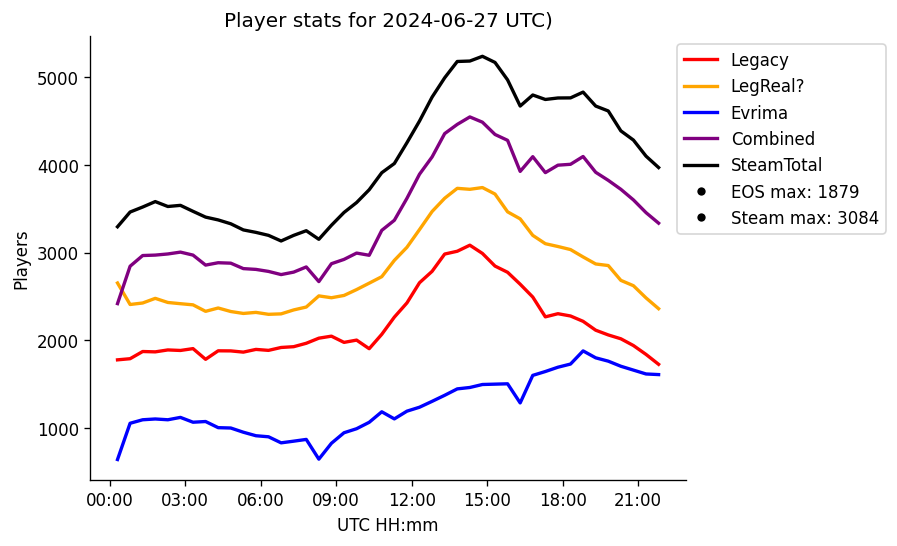 Player stats for 2024-06-27 UTC)
Players
5000
4000
3000
2000
1000
00:00 03:00 06:00 09:00 12:00 15:00 18:00 21:00
UTC HH:mm
Legacy
LegReal?
Evrima
Combined
SteamTotal
EOS max: 1879
Steam max: 3084